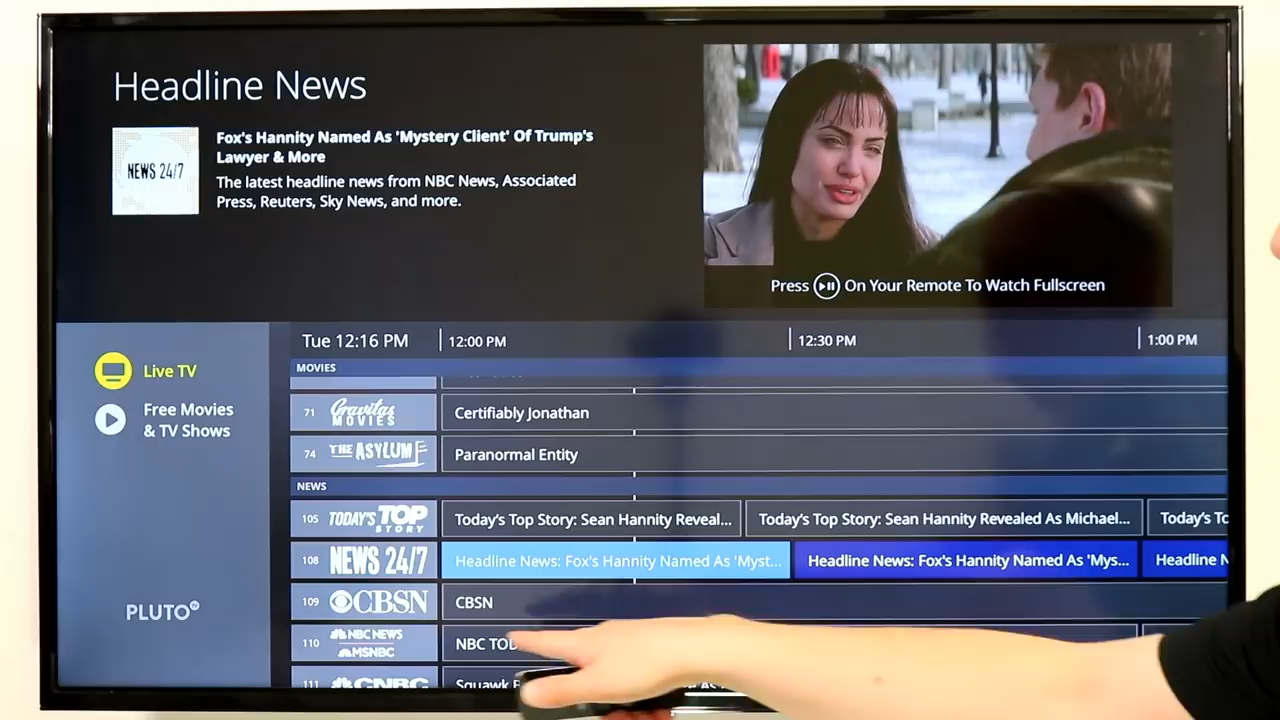 Headline News
NEWS 24/7
Fox's Hannity Named As 'Mystery Client' Of Trump's
Lawyer & More
The latest headline news from NBC News, Associated
Press, Reuters, Sky News, and more.
Press On Your Remote To Watch Fullscreen
Live TV
Free Movies
& TV Shows
PLUTO TV
Tue 12:16 PM 12:00 PM 12:30 PM 1:00 PM
MOVIES
71 Gravitas MOVIES Certifiably Jonathan
74 THE ASYLUM Paranormal Entity
NEWS
105 TODAY'S TOP STORY Today's Top Story: Sean Hannity Reveal... Today's Top Story: Sean Hannity Revealed As Michael... Today's To
108 NEWS 24/7 Headline News: Fox's Hannity Named As 'Myst... Headline News: Fox's Hannity Named As 'Mys... Headline N
109 CBSN CBSN
110 NBC NEWS MSNBC NBC TOD
111 CNBC Squawk